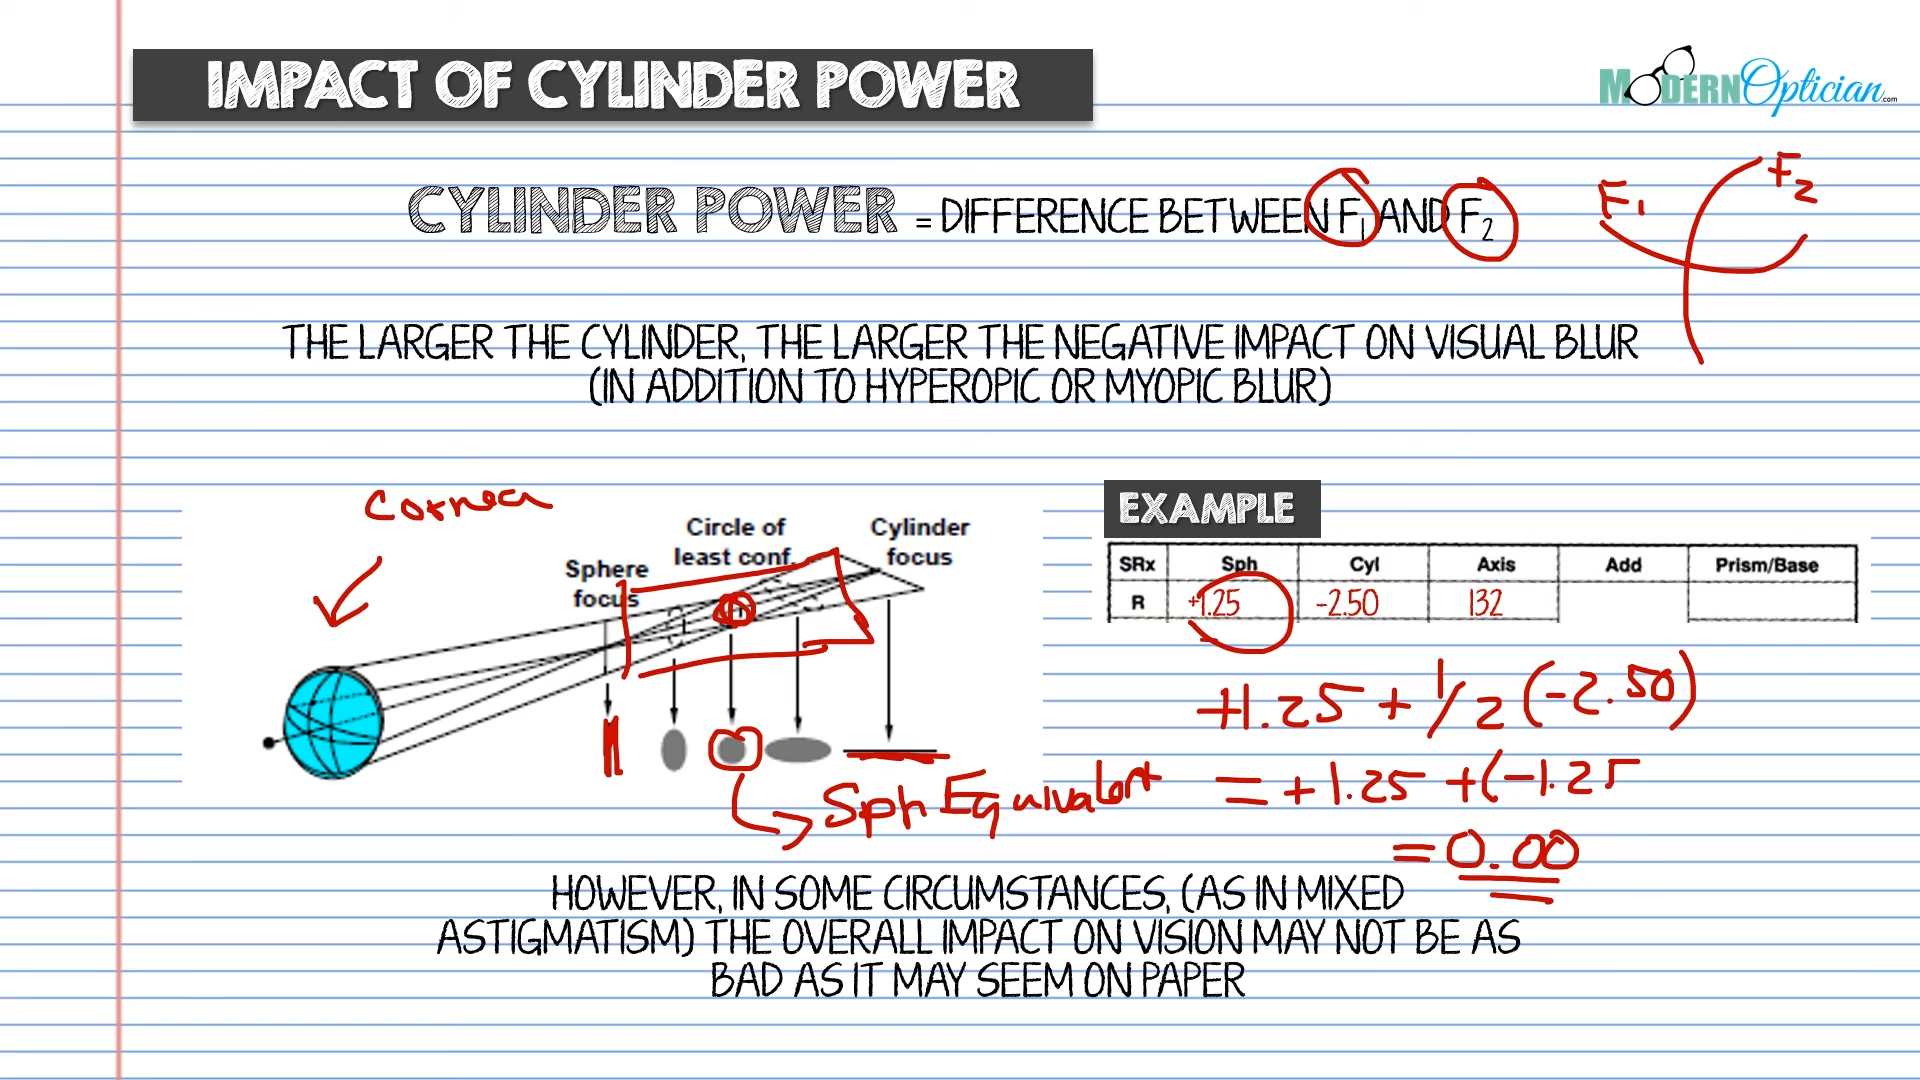 IMPACT OF CYLINDER POWER
MODERN Optician.com
CYLINDER POWER = DIFFERENCE BETWEEN F1 AND F2
F1
F2
THE LARGER THE CYLINDER, THE LARGER THE NEGATIVE IMPACT ON VISUAL BLUR
(IN ADDITION TO HYPEROPIC OR MYOPIC BLUR)
Cornea
Sphere
focus
Circle of
least conf.
Cylinder
focus
Sph Equivalent
EXAMPLE
SRx Sph Cyl Axis Add Prism/Base
R +1.25 -2.50 132
+1.25 + 1/2 (-2.50)
= +1.25 + (-1.25
= 0.00
HOWEVER, IN SOME CIRCUMSTANCES, (AS IN MIXED
ASTIGMATISM) THE OVERALL IMPACT ON VISION MAY NOT BE AS
BAD AS IT MAY SEEM ON PAPER